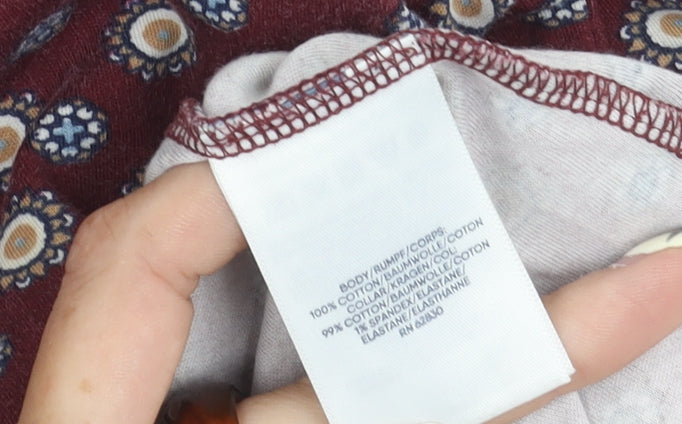 BODY/RUMPF/CORPS:
100% COTTON/BAUMWOLLE/COTON
COLLAR/KRAGEN/COL:
99% COTTON/BAUMWOLLE/COTON
1% SPANDEX/ELASTANE/
ELASTANE/ELASTHANNE
RN 62830